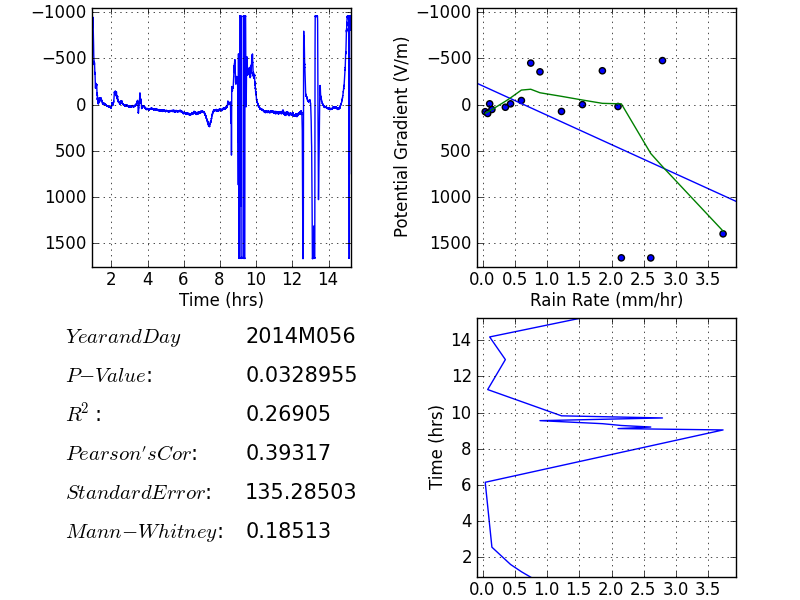 −1000
−500
0
500
1000
1500
2 4 6 8 10 12 14
Time (hrs)
Potential Gradient (V/m)
−1000
−500
0
500
1000
1500
0.0 0.5 1.0 1.5 2.0 2.5 3.0 3.5
Rain Rate (mm/hr)
YearandDay 2014M056
P−Value: 0.0328955
R²: 0.26905
Pearson'sCor: 0.39317
StandardError: 135.28503
Mann−Whitney: 0.18513
Time (hrs)
14
12
10
8
6
4
2
0.0 0.5 1.0 1.5 2.0 2.5 3.0 3.5